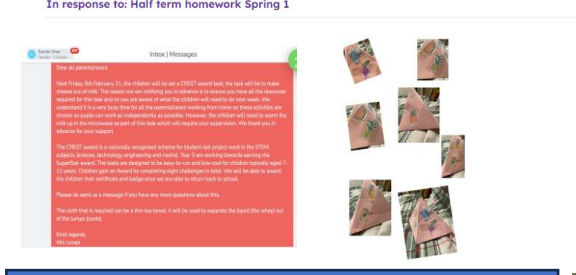 In response to: Half term homework Spring 1
Inbox | Messages
Dear all parents/carers
Next Friday 5th February 21, the children will be set a CREST award task, the task will be to make
cheese out of milk. The reason we are notifying you in advance is to ensure you have all the resources
required for this task and so you are aware of what the children will need to do next week. We
understand it is a very busy time for all the parents/carers working from home so these activities are
chosen so pupils can work as independently as possible. However, the children will need to warm the
milk up in the microwave as part of this task which will require your supervision. We thank you in
advance for your support.
The CREST award is a nationally recognised scheme for student-led project work in the STEM
subjects (science, technology, engineering and maths). Year 3 are working towards earning the
SuperStar award. The tasks are designed to be easy-to-run and low-cost for children typically aged 7-
11 years. Children gain an Award by completing eight challenges in total. We will be able to award
the children their certificate and badge once we are able to return back to school.
Please do send us a message if you have any more questions about this.
The cloth that is required can be a thin tea towel, it will be used to separate the liquid (the whey) out
of the lumps (curds).
Kind regards,
Mrs Juneja